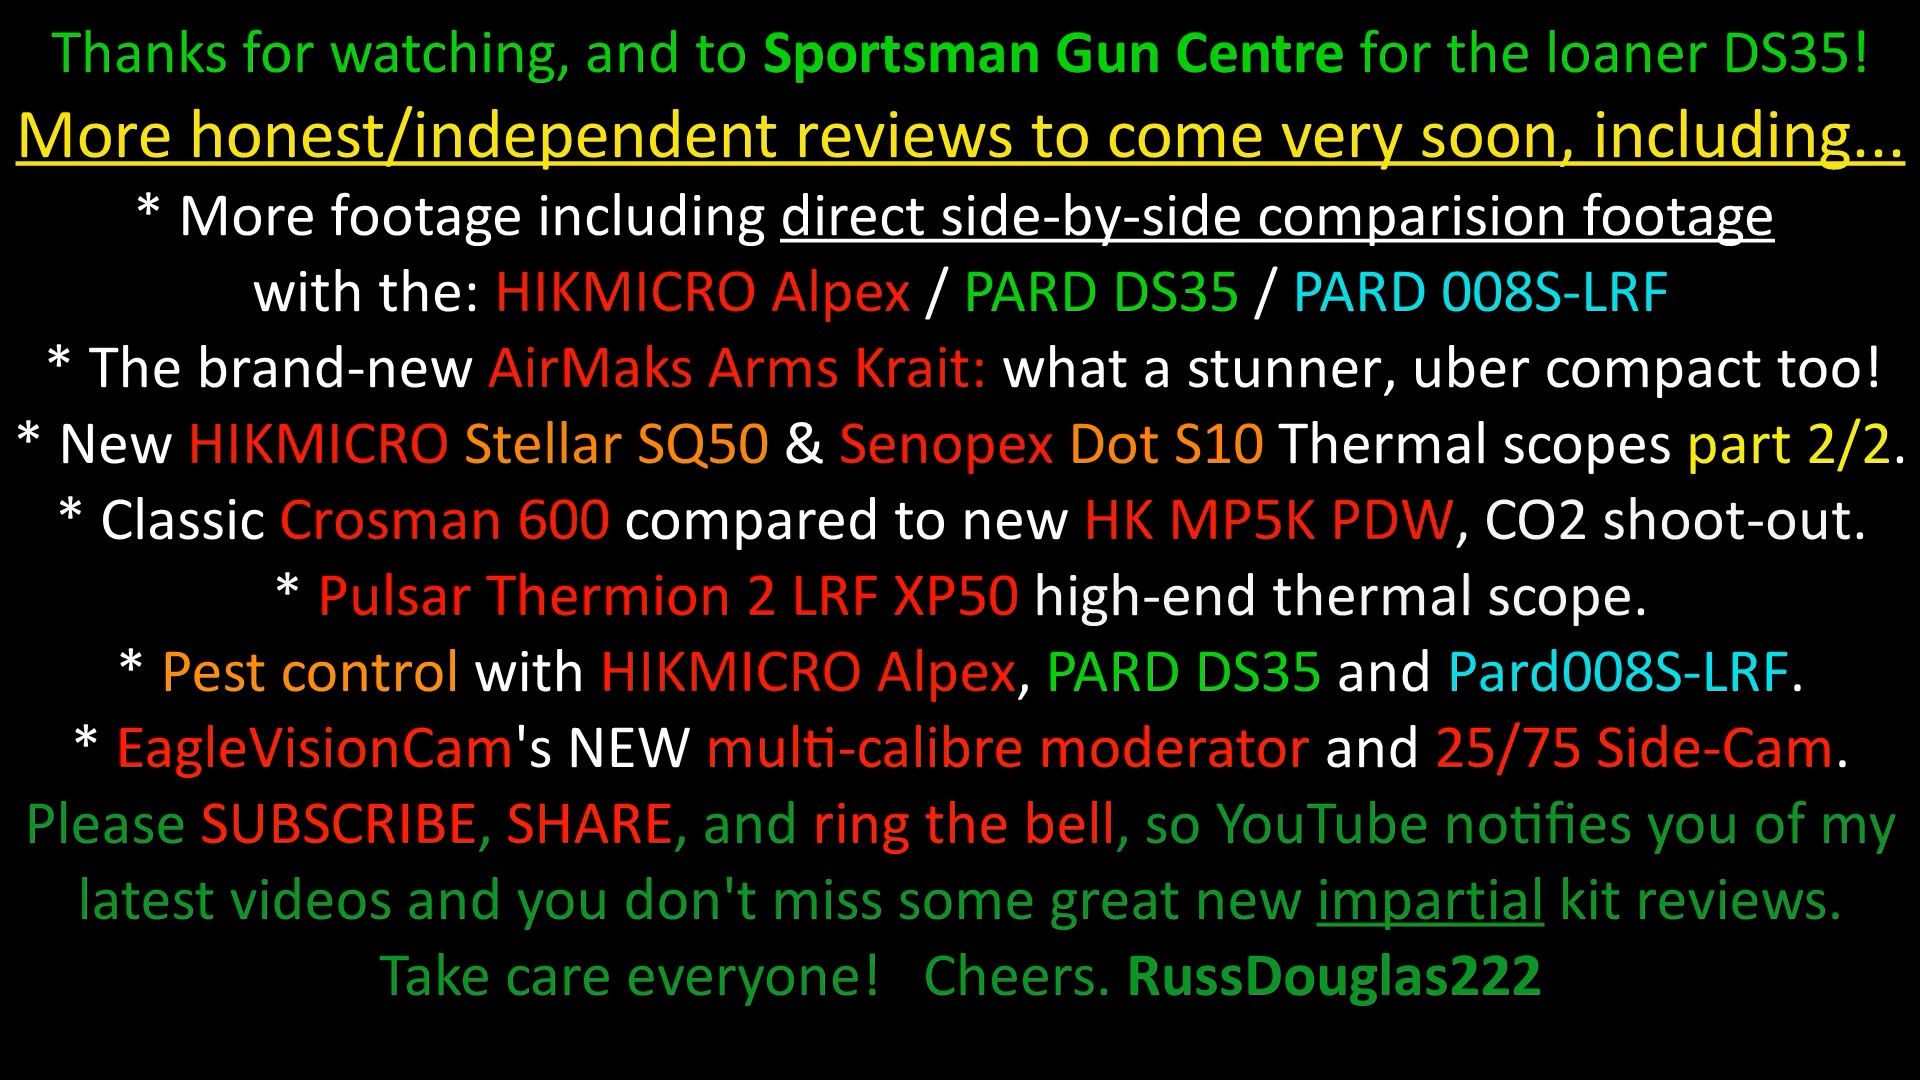 Thanks for watching, and to Sportsman Gun Centre for the loaner DS35!
More honest/independent reviews to come very soon, including...
* More footage including direct side-by-side comparision footage
with the: HIKMICRO Alpex / PARD DS35 / PARD 008S-LRF
* The brand-new AirMaks Arms Krait: what a stunner, uber compact too!
* New HIKMICRO Stellar SQ50 & Senopex Dot S10 Thermal scopes part 2/2.
* Classic Crosman 600 compared to new HK MP5K PDW, CO2 shoot-out.
* Pulsar Thermion 2 LRF XP50 high-end thermal scope.
* Pest control with HIKMICRO Alpex, PARD DS35 and Pard008S-LRF.
* EagleVisionCam's NEW multi-calibre moderator and 25/75 Side-Cam.
Please SUBSCRIBE, SHARE, and ring the bell, so YouTube notifies you of my
latest videos and you don't miss some great new impartial kit reviews.
Take care everyone!   Cheers. RussDouglas222